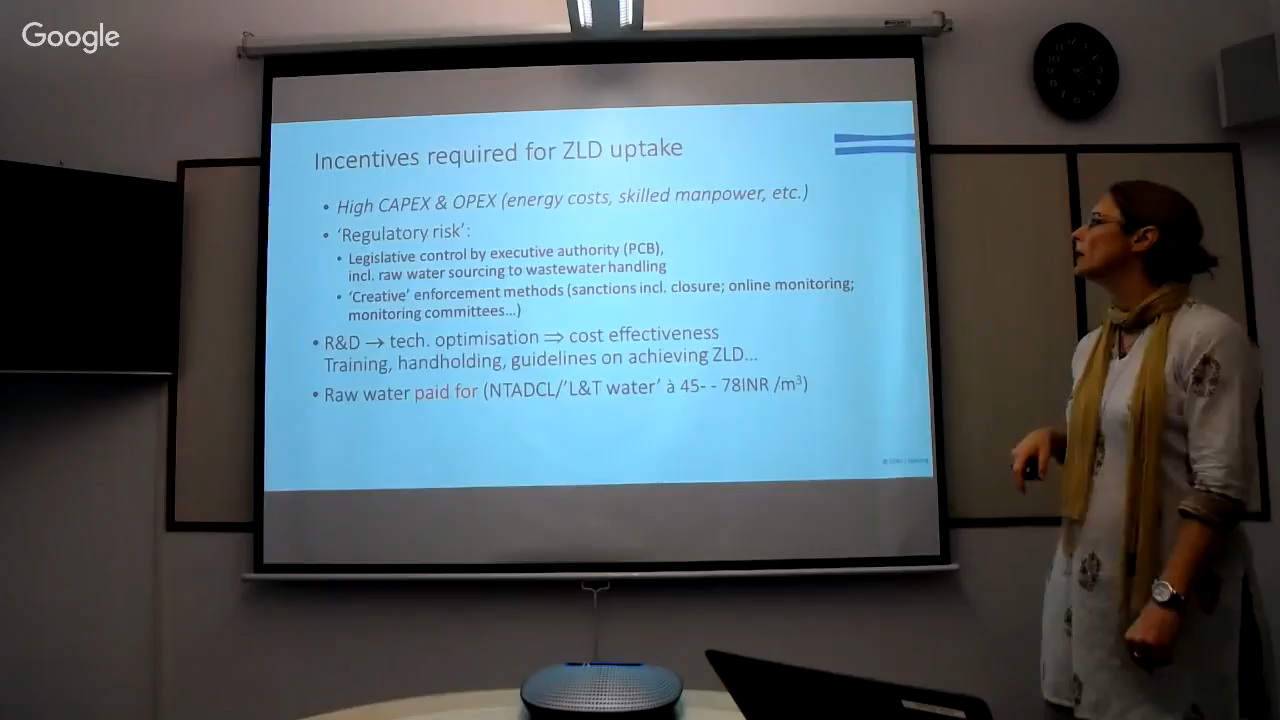 Google
Incentives required for ZLD uptake
• High CAPEX & OPEX (energy costs, skilled manpower, etc.)
• ‘Regulatory risk’:
• Legislative control by executive authority (PCB),
incl. raw water sourcing to wastewater handling
• ‘Creative’ enforcement methods (sanctions incl. closure; online monitoring;
monitoring committees…)
• R&D → tech. optimisation ⇒ cost effectiveness
Training, handholding, guidelines on achieving ZLD…
• Raw water paid for (NTADCL/’L&T water’ à 45- - 78INR /m³)